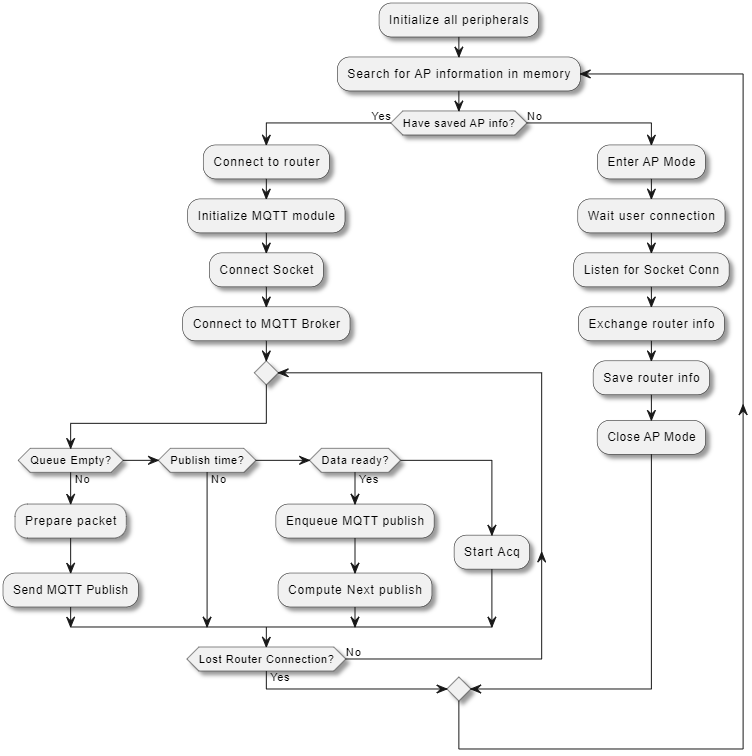 Initialize all peripherals
Search for AP information in memory
Yes
Have saved AP info?
No
Connect to router
Enter AP Mode
Initialize MQTT module
Wait user connection
Connect Socket
Listen for Socket Conn
Connect to MQTT Broker
Exchange router info
Save router info
Close AP Mode
Queue Empty?
Publish time?
Data ready?
No
No
Yes
Prepare packet
Enqueue MQTT publish
Start Acq
Send MQTT Publish
Compute Next publish
Lost Router Connection?
No
Yes